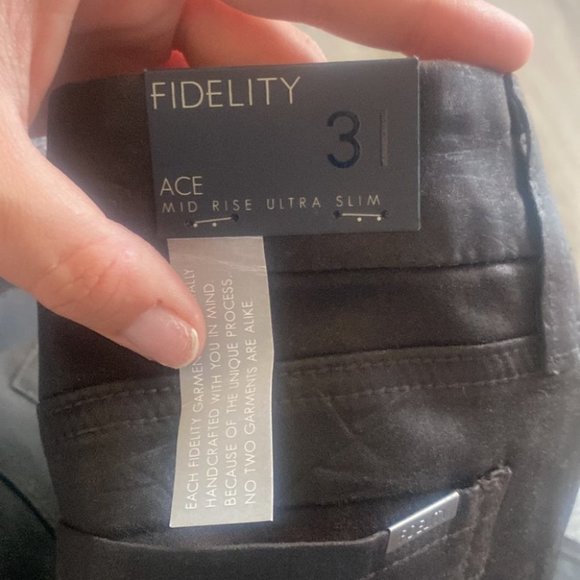 FIDELITY
31
ACE
MID RISE ULTRA SLIM
EACH FIDELITY GARMENT
HANDCRAFTED WITH YOU IN MIND
BECAUSE OF THE UNIQUE PROCESS,
NO TWO GARMENTS ARE ALIKE.